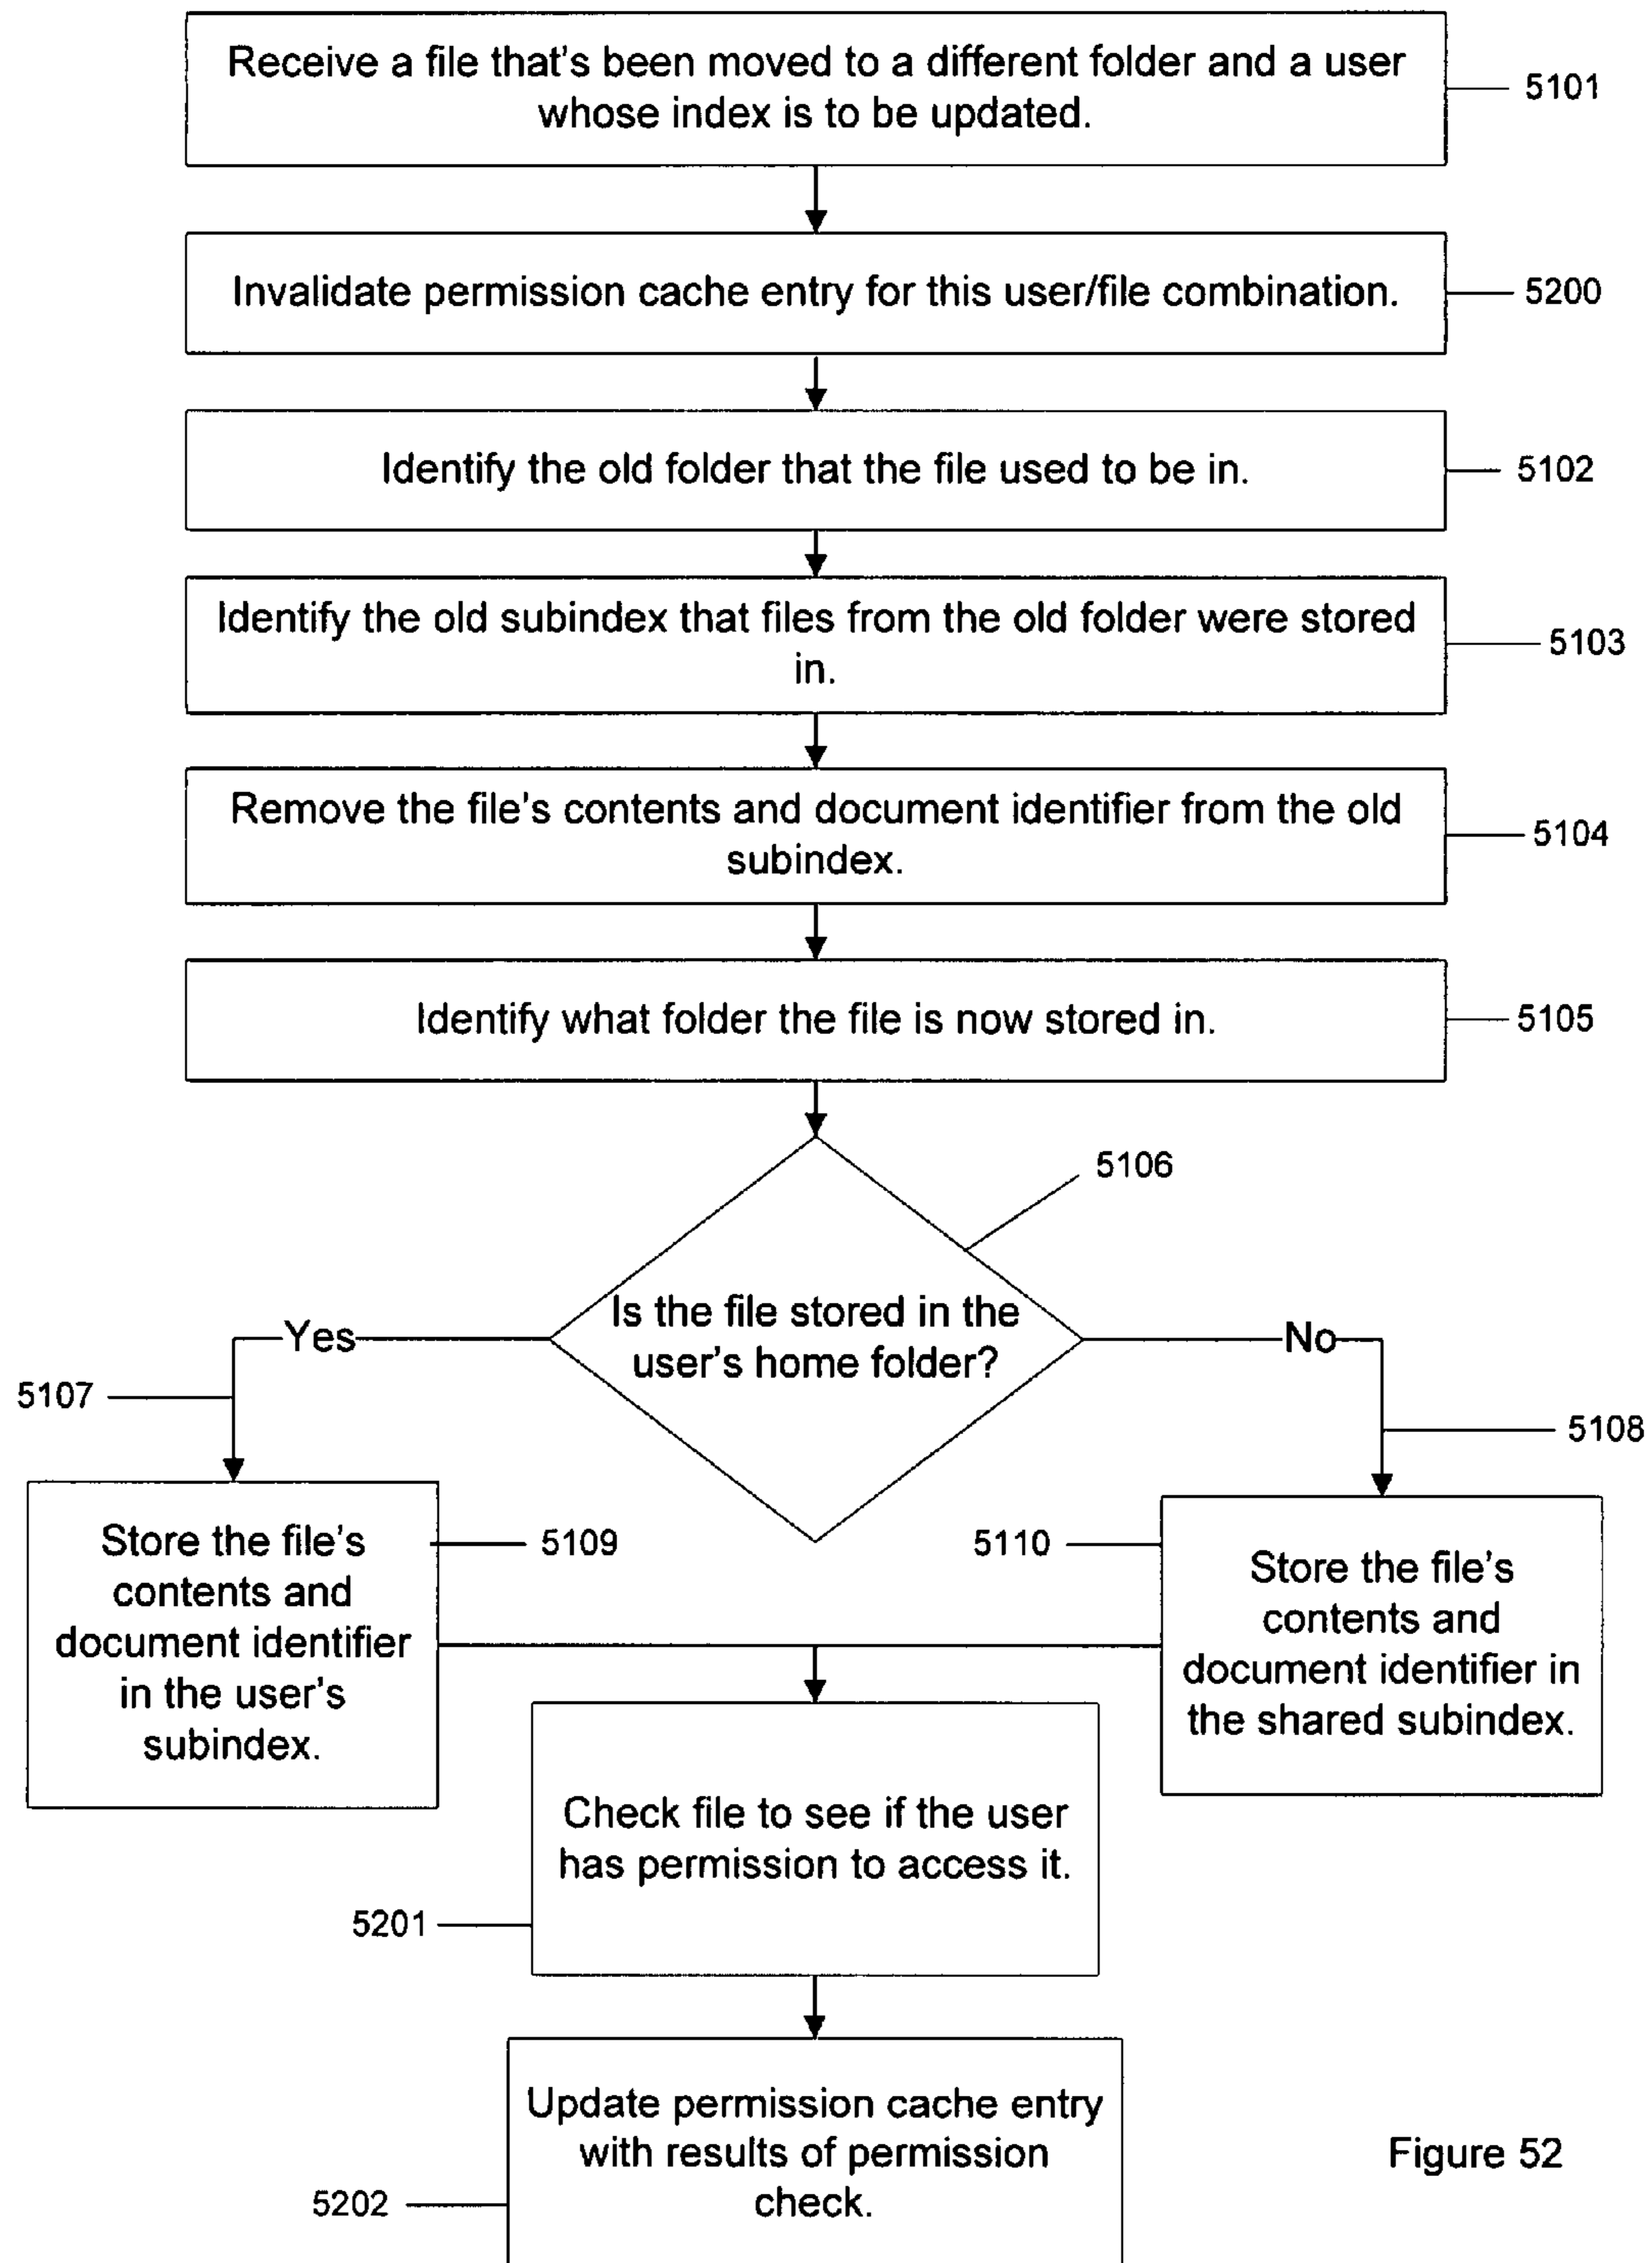 Receive a file that's been moved to a different folder and a user
whose index is to be updated.
5101
Invalidate permission cache entry for this user/file combination.
5200
Identify the old folder that the file used to be in.
5102
Identify the old subindex that files from the old folder were stored
in.
5103
Remove the file's contents and document identifier from the old
subindex.
5104
Identify what folder the file is now stored in.
5105
5106
Is the file stored in the
user's home folder?
Yes
No
5107
5108
Store the file's
contents and
document identifier
in the user's
subindex.
5109
5110
Store the file's
contents and
document identifier in
the shared subindex.
Check file to see if the user
has permission to access it.
5201
Update permission cache entry
with results of permission
check.
5202
Figure 52